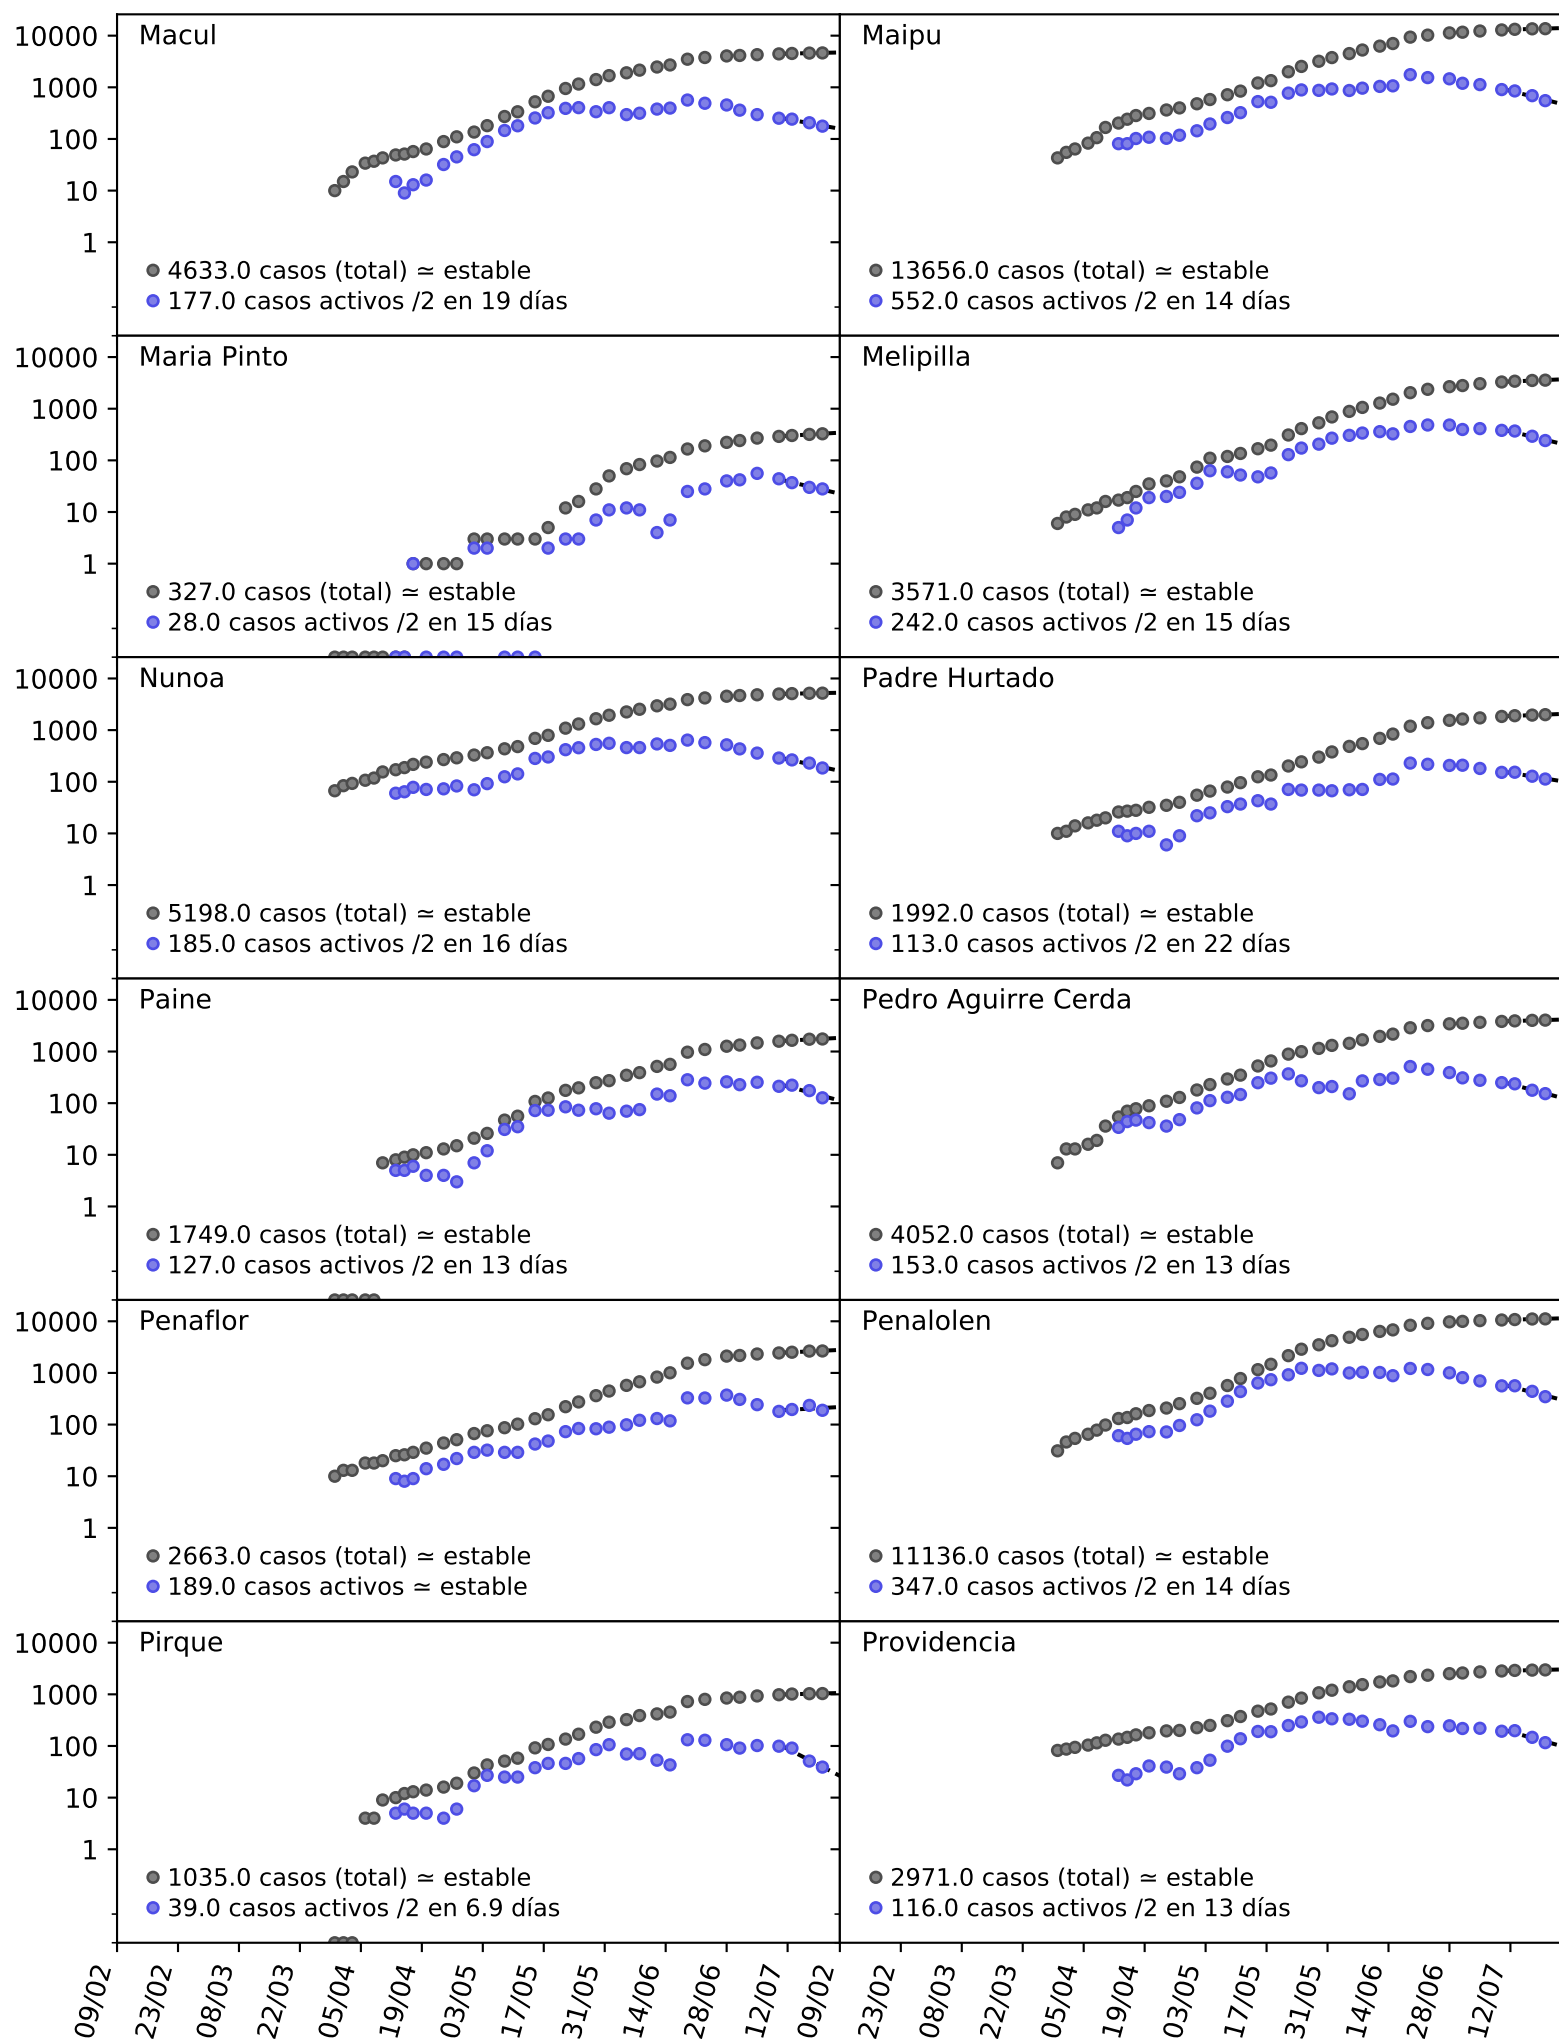 Macul
Maipu
10000
1000
100
10
1
4633.0 casos (total) ≃ estable
177.0 casos activos /2 en 19 días
13656.0 casos (total) ≃ estable
552.0 casos activos /2 en 14 días
Maria Pinto
Melipilla
10000
1000
100
10
1
327.0 casos (total) ≃ estable
28.0 casos activos /2 en 15 días
3571.0 casos (total) ≃ estable
242.0 casos activos /2 en 15 días
Nunoa
Padre Hurtado
10000
1000
100
10
1
5198.0 casos (total) ≃ estable
185.0 casos activos /2 en 16 días
1992.0 casos (total) ≃ estable
113.0 casos activos /2 en 22 días
Paine
Pedro Aguirre Cerda
10000
1000
100
10
1
1749.0 casos (total) ≃ estable
127.0 casos activos /2 en 13 días
4052.0 casos (total) ≃ estable
153.0 casos activos /2 en 13 días
Penaflor
Penalolen
10000
1000
100
10
1
2663.0 casos (total) ≃ estable
189.0 casos activos ≃ estable
11136.0 casos (total) ≃ estable
347.0 casos activos /2 en 14 días
Pirque
Providencia
10000
1000
100
10
1
1035.0 casos (total) ≃ estable
39.0 casos activos /2 en 6.9 días
2971.0 casos (total) ≃ estable
116.0 casos activos /2 en 13 días
09/02
23/02
08/03
22/03
05/04
19/04
03/05
17/05
31/05
14/06
28/06
12/07
09/02
23/02
08/03
22/03
05/04
19/04
03/05
17/05
31/05
14/06
28/06
12/07